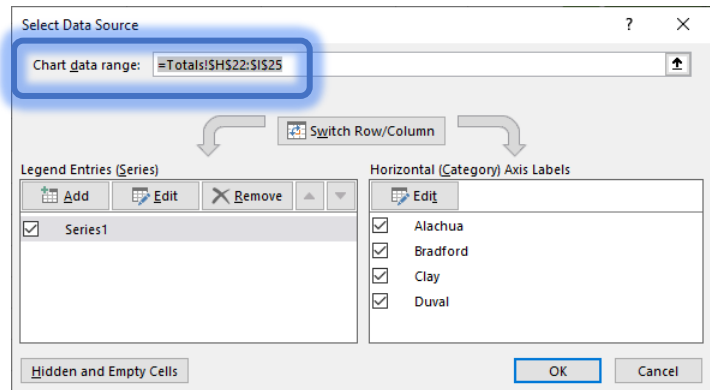 Select Data Source ? ×
Chart data range: =Totals!$H$22:$I$25
Switch Row/Column
Legend Entries (Series)
Add Edit Remove
Series1
Horizontal (Category) Axis Labels
Edit
Alachua
Bradford
Clay
Duval
Hidden and Empty Cells
OK Cancel